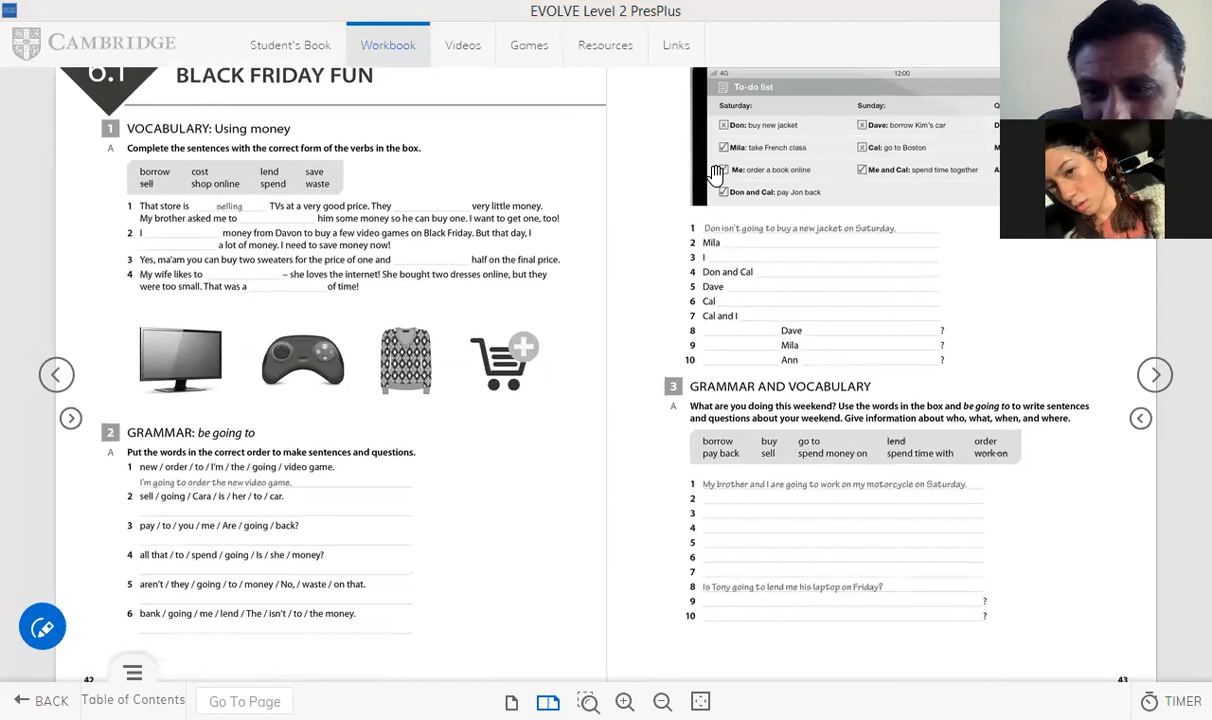 EVOLVE Level 2 PresPlus
CAMBRIDGE
Student's Book
Workbook
Videos
Games
Resources
Links
6.1
BLACK FRIDAY FUN
1 VOCABULARY: Using money
A Complete the sentences with the correct form of the verbs in the box.
borrow cost lend save
sell shop online spend waste
1 That store is selling TVs at a very good price. They very little money.
My brother asked me to him some money so he can buy one. I want to get one, too!
2 I money from Davon to buy a few video games on Black Friday. But that day, I
a lot of money. I need to save money now!
3 Yes, ma'am you can buy two sweaters for the price of one and half on the final price.
4 My wife likes to – she loves the internet! She bought two dresses online, but they
were too small. That was a of time!
2 GRAMMAR: be going to
A Put the words in the correct order to make sentences and questions.
1 new / order / to / I'm / the / going / video game.
I'm going to order the new video game.
2 sell / going / Cara / is / her / to / car.
3 pay / to / you / me / Are / going / back?
4 all that / to / spend / going / Is / she / money?
5 aren't / they / going / to / money / No, / waste / on that.
6 bank / going / me / lend / The / isn't / to / the money.
42
4G 12:00
To-do list
Saturday: Sunday:
Don: buy new jacket Dave: borrow Kim's car
Mila: take French class Cal: go to Boston
Me: order a book online Me and Cal: spend time together
Don and Cal: pay Jon back
1 Don isn't going to buy a new jacket on Saturday.
2 Mila
3 I
4 Don and Cal
5 Dave
6 Cal
7 Cal and I
8 Dave ?
9 Mila ?
10 Ann ?
3 GRAMMAR AND VOCABULARY
A What are you doing this weekend? Use the words in the box and be going to to write sentences
and questions about your weekend. Give information about who, what, when, and where.
borrow buy go to lend order
pay back sell spend money on spend time with work on
1 My brother and I are going to work on my motorcycle on Saturday.
2
3
4
5
6
7
8 Is Tony going to lend me his laptop on Friday?
9 ?
10 ?
43
BACK
Table of Contents
Go To Page
TIMER